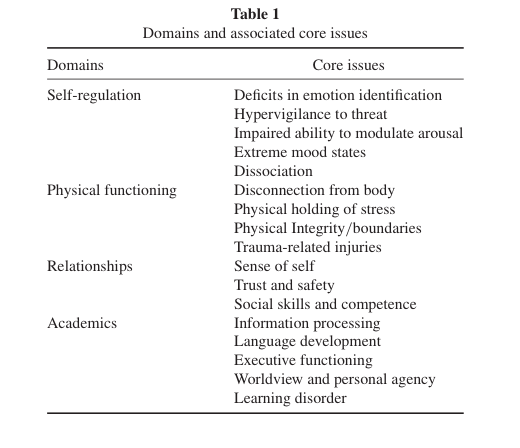 Table 1
Domains and associated core issues
Domains Core issues
Self-regulation Deficits in emotion identification
Hypervigilance to threat
Impaired ability to modulate arousal
Extreme mood states
Dissociation
Physical functioning Disconnection from body
Physical holding of stress
Physical Integrity/boundaries
Trauma-related injuries
Relationships Sense of self
Trust and safety
Social skills and competence
Academics Information processing
Language development
Executive functioning
Worldview and personal agency
Learning disorder